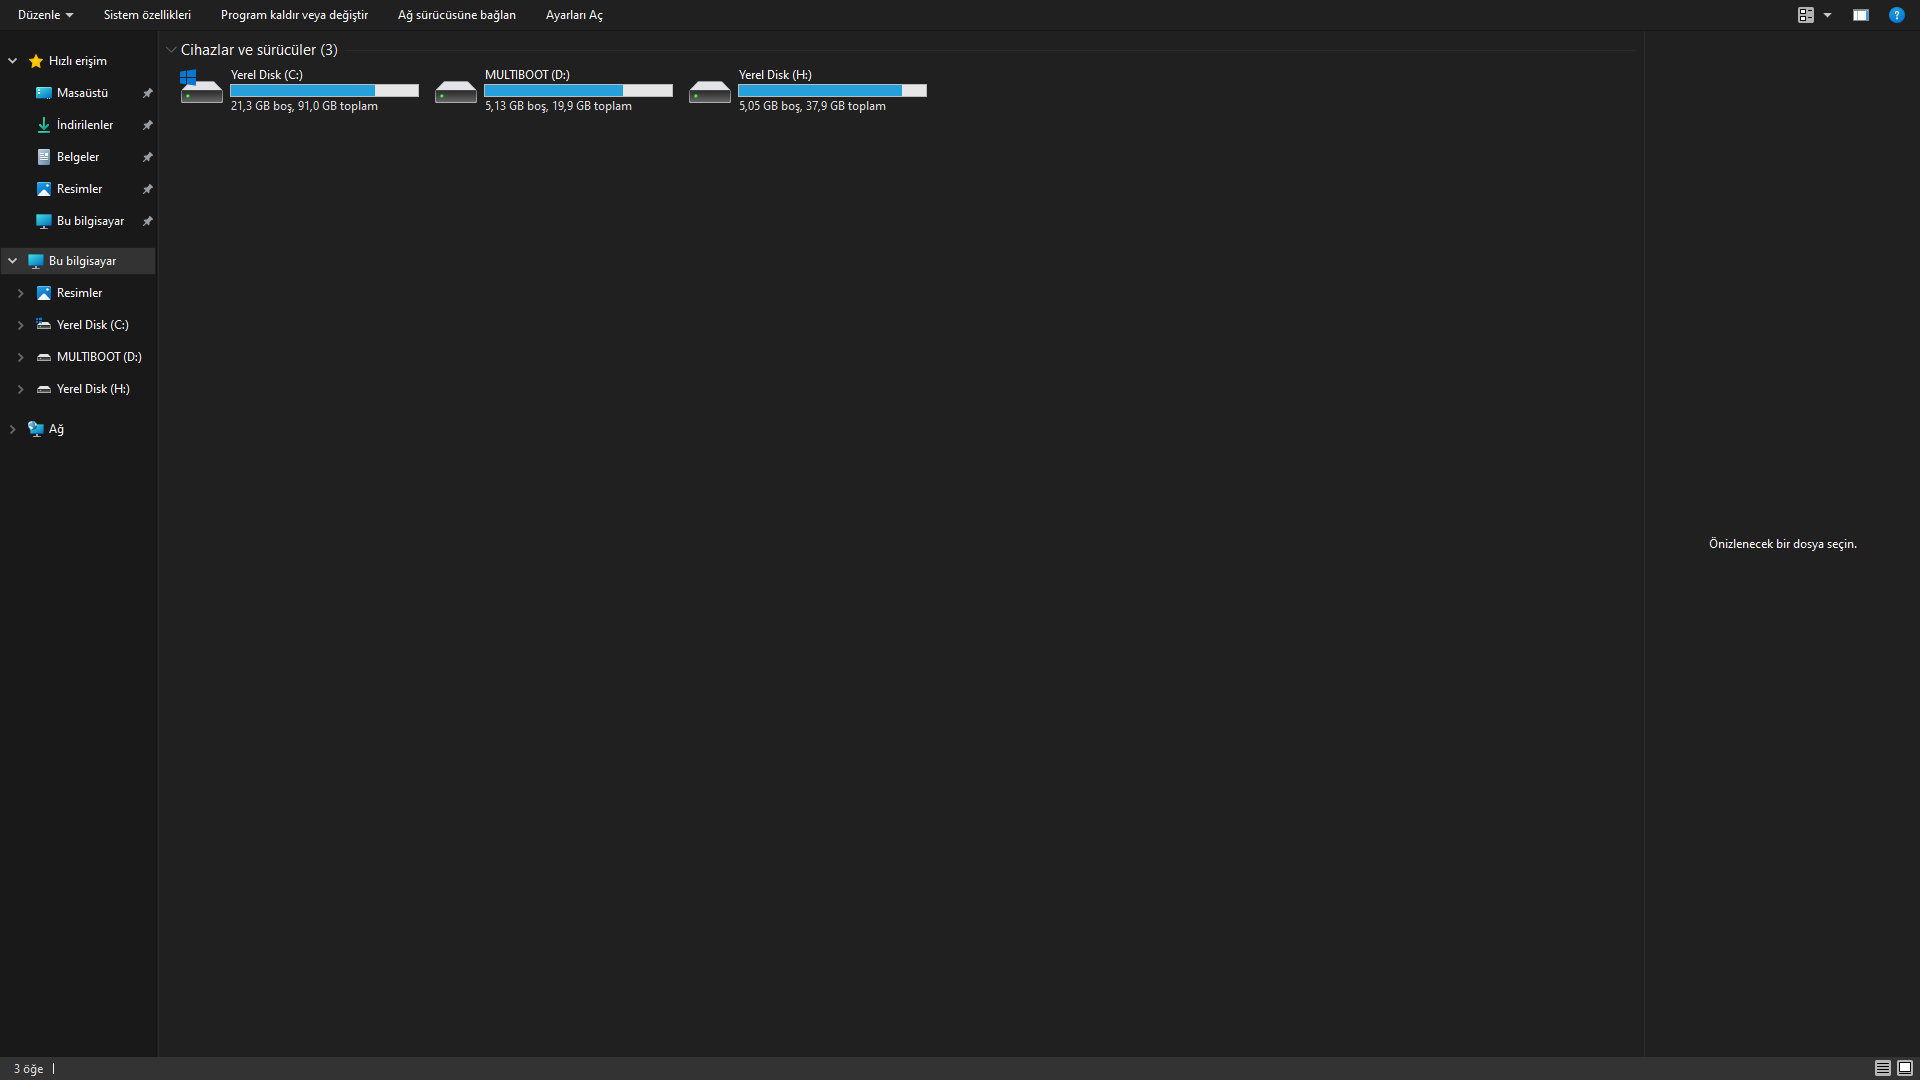 Düzenle
Sistem özellikleri
Program kaldır veya değiştir
Ağ sürücüsüne bağlan
Ayarları Aç
Hızlı erişim
Masaüstü
İndirilenler
Belgeler
Resimler
Bu bilgisayar
Bu bilgisayar
Resimler
Yerel Disk (C:)
MULTIBOOT (D:)
Yerel Disk (H:)
Ağ
Cihazlar ve sürücüler (3)
Yerel Disk (C:)
21,3 GB boş, 91,0 GB toplam
MULTIBOOT (D:)
5,13 GB boş, 19,9 GB toplam
Yerel Disk (H:)
5,05 GB boş, 37,9 GB toplam
Önizlenecek bir dosya seçin.
3 öğe